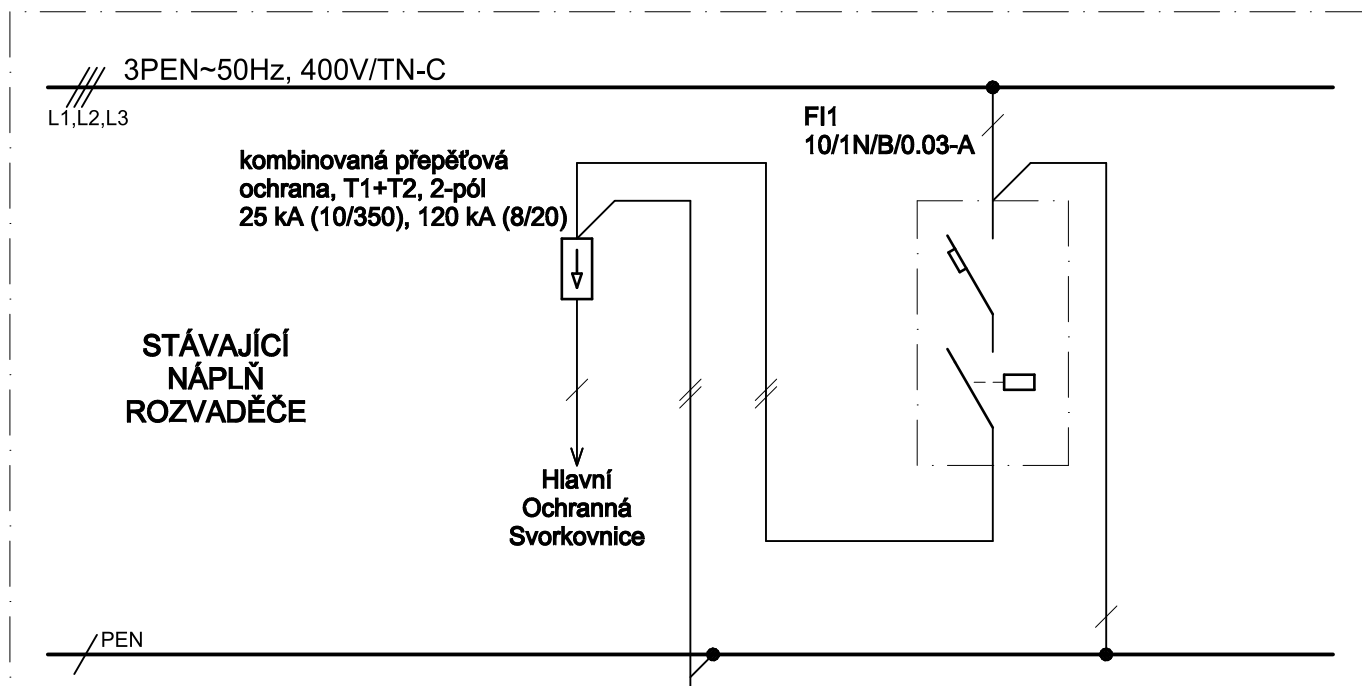 3PEN~50Hz, 400V/TN-C
L1,L2,L3
FI1
10/1N/B/0.03-A
kombinovaná přepěťová
ochrana, T1+T2, 2-pól
25 kA (10/350), 120 kA (8/20)
STÁVAJÍCÍ
NÁPLŇ
ROZVADĚČE
Hlavní
Ochranná
Svorkovnice
PEN